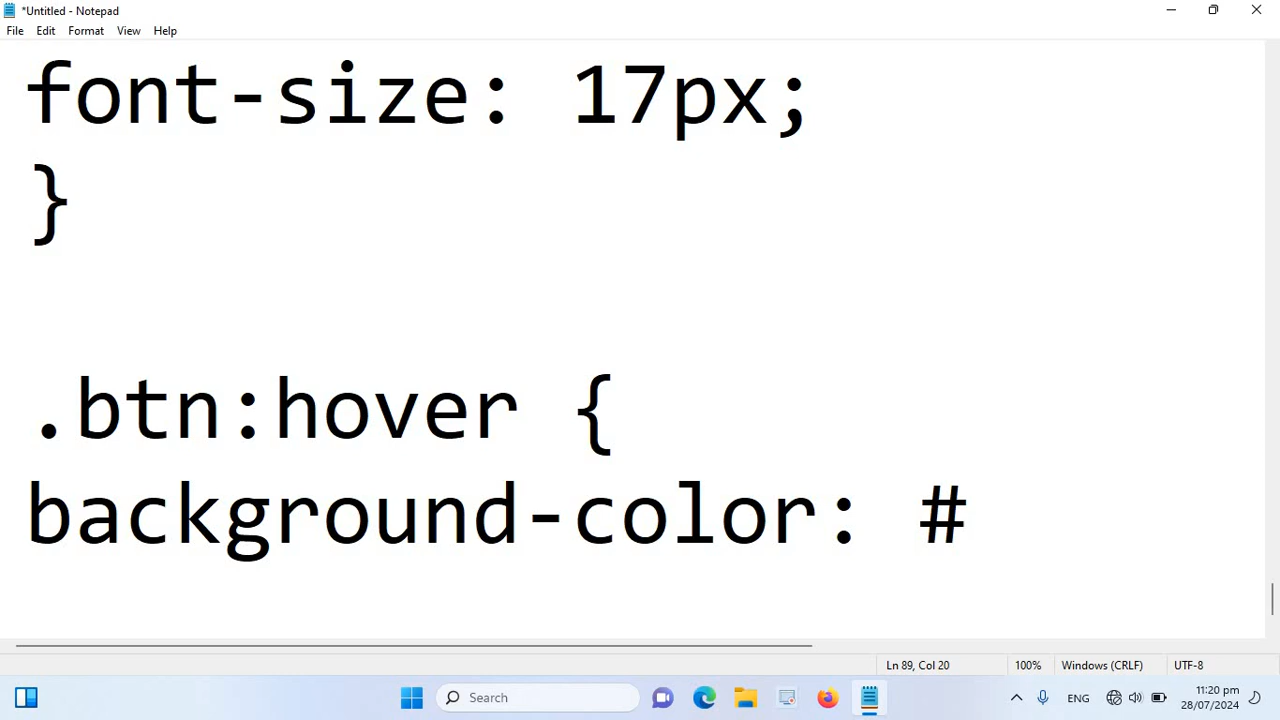 *Untitled - Notepad
File Edit Format View Help
font-size: 17px;
}
.btn:hover {
background-color: #
Ln 89, Col 20 100% Windows (CRLF) UTF-8
Search ENG 11:20 pm
28/07/2024